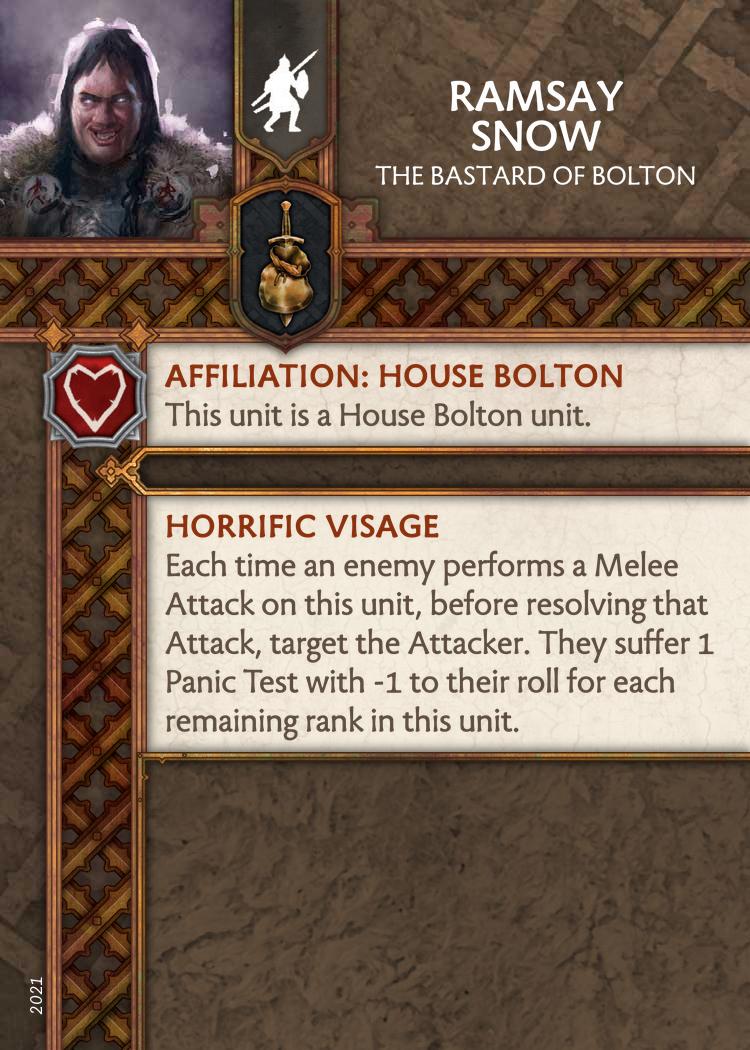 RAMSAY
SNOW
THE BASTARD OF BOLTON
AFFILIATION: HOUSE BOLTON
This unit is a House Bolton unit.
HORRIFIC VISAGE
Each time an enemy performs a Melee
Attack on this unit, before resolving that
Attack, target the Attacker. They suffer 1
Panic Test with -1 to their roll for each
remaining rank in this unit.
2021